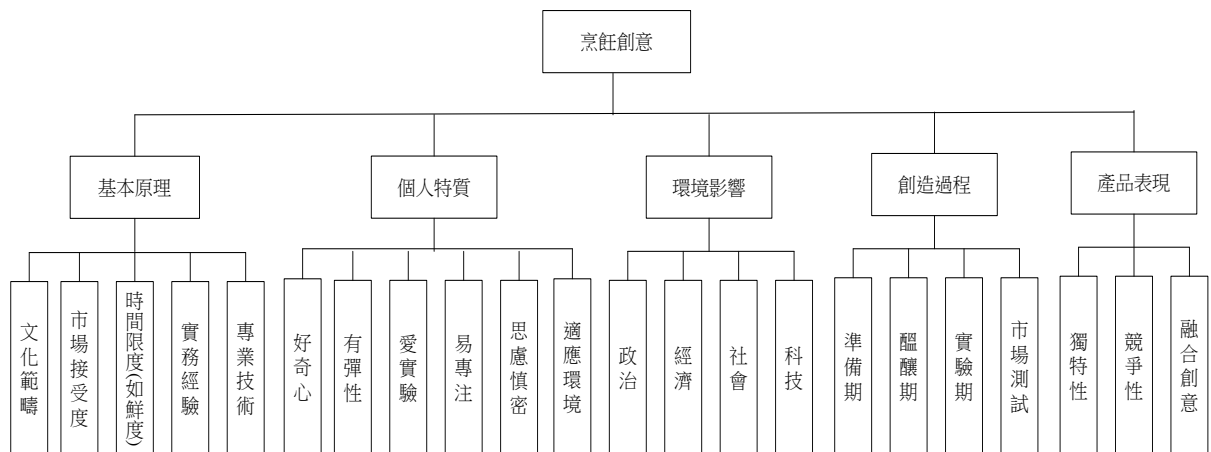 烹飪創意
基本原理
個人特質
環境影響
創造過程
產品表現
文化範疇
市場接受度
時間限度(如鮮度)
實務經驗
專業技術
好奇心
有彈性
愛實驗
易專注
思慮慎密
適應環境
政治
經濟
社會
科技
準備期
醞釀期
實驗期
市場測試
獨特性
競爭性
融合創意